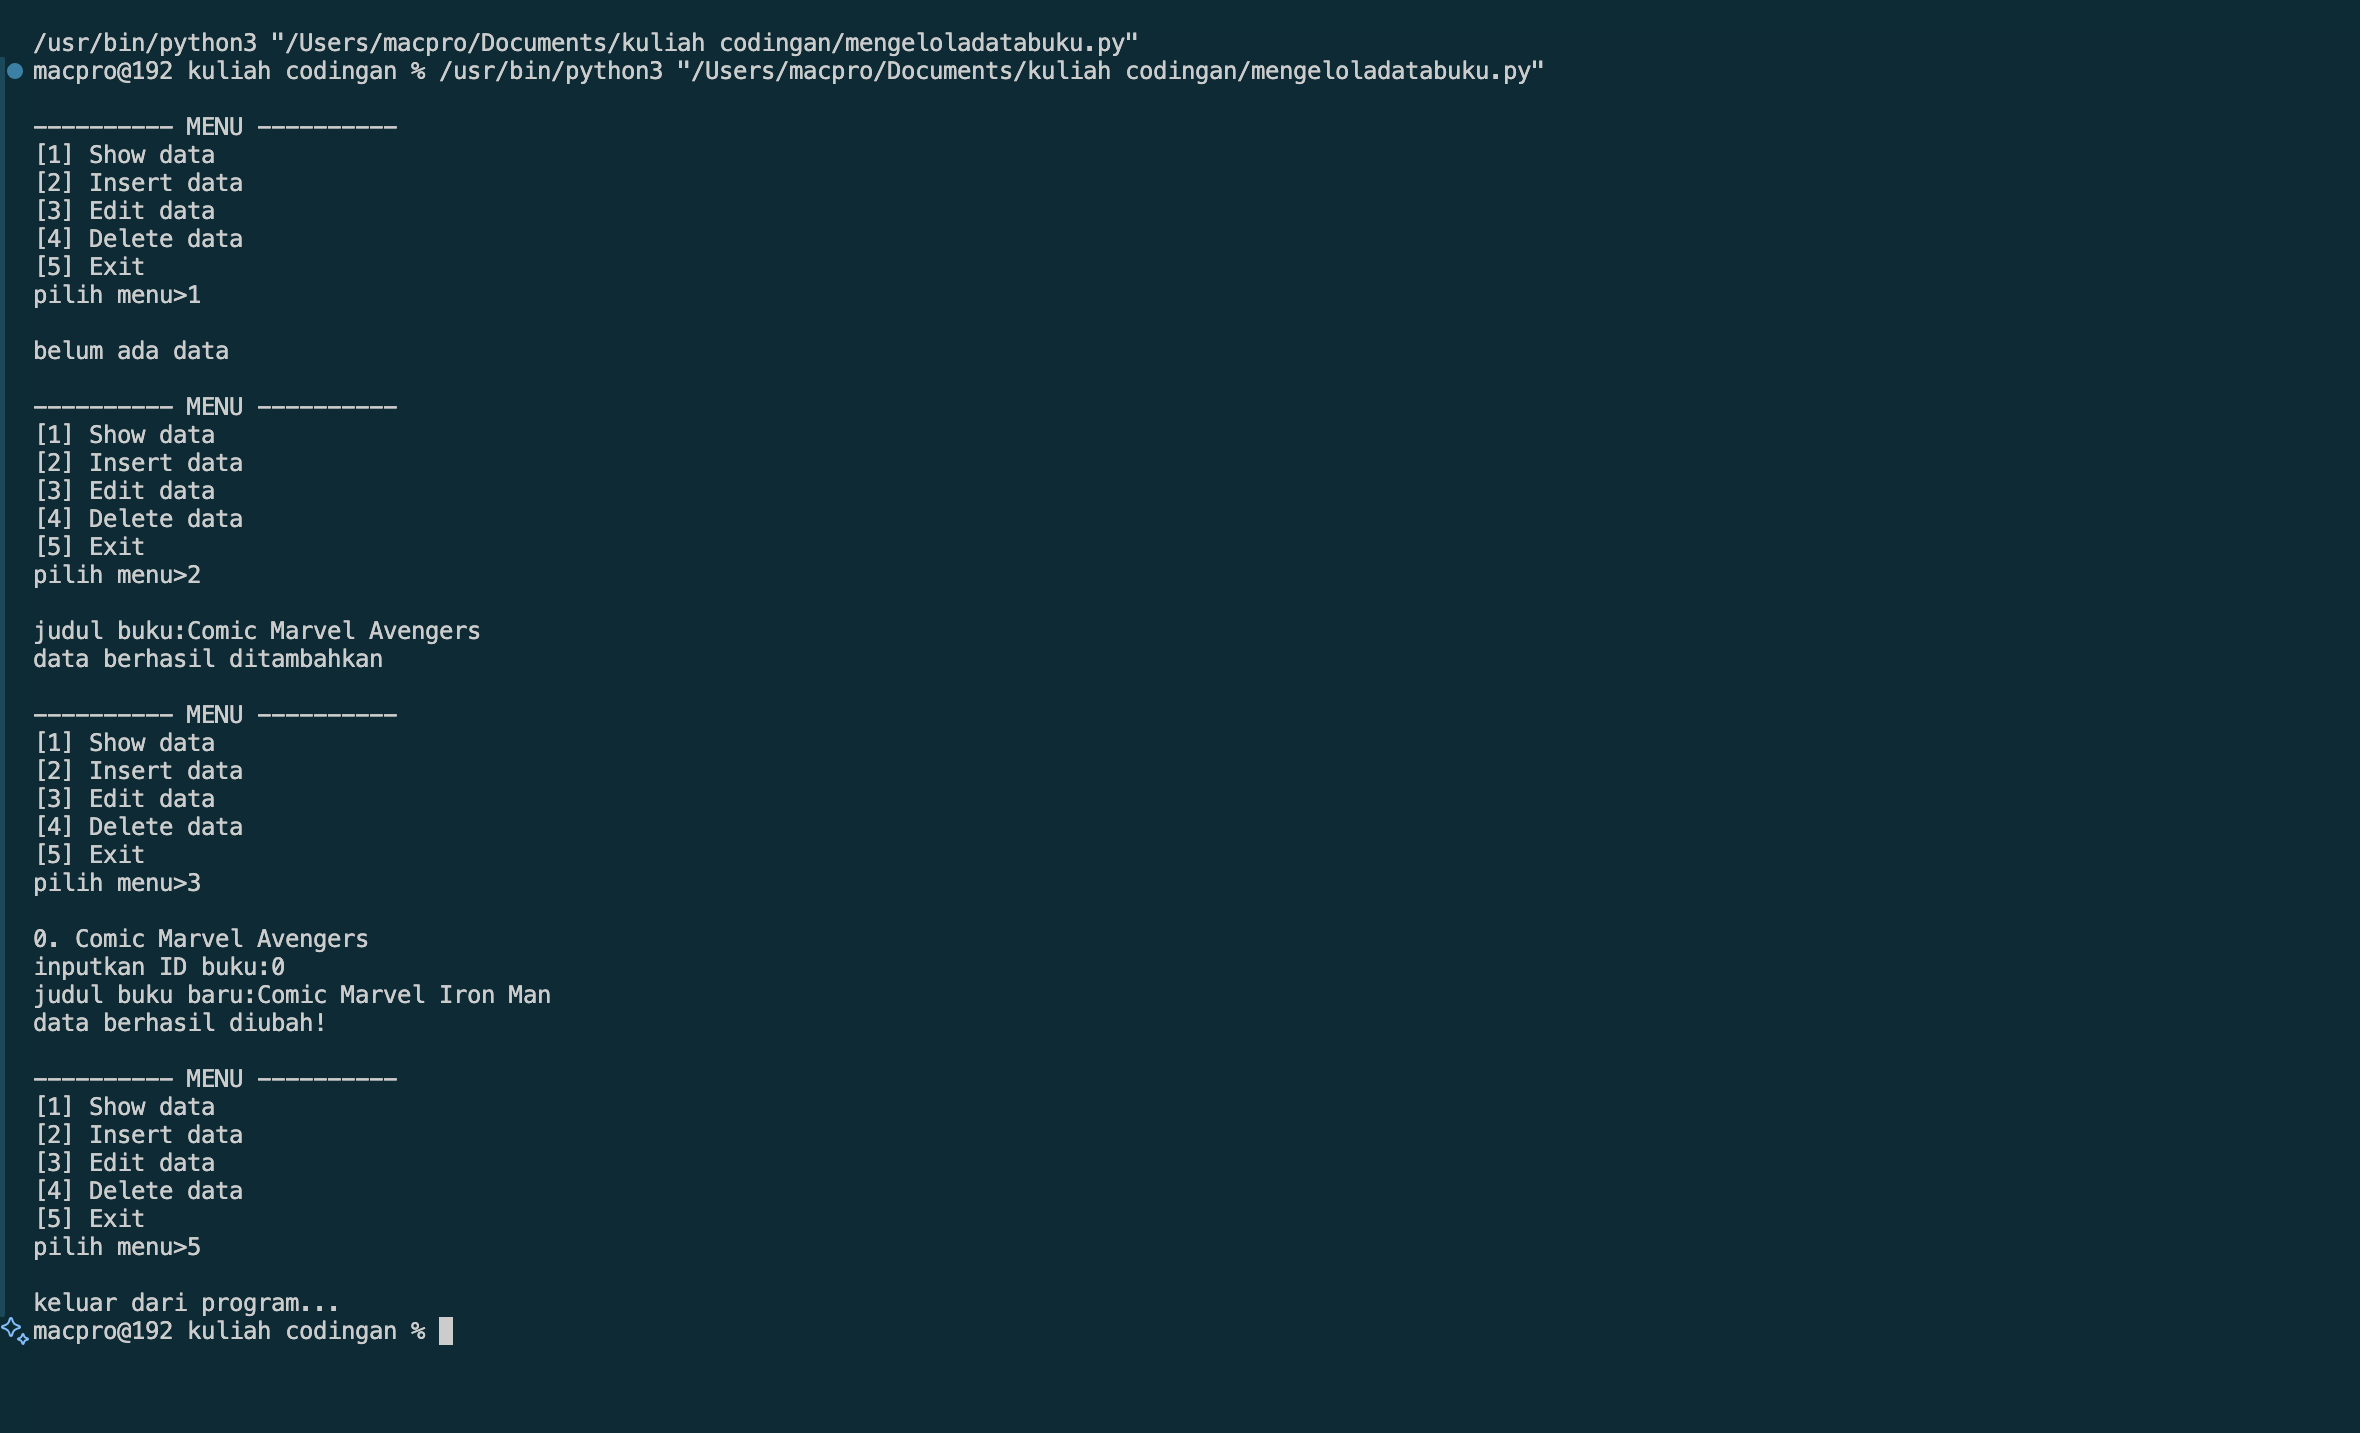 /usr/bin/python3 "/Users/macpro/Documents/kuliah codingan/mengeloladatabuku.py"
macpro@192 kuliah codingan % /usr/bin/python3 "/Users/macpro/Documents/kuliah codingan/mengeloladatabuku.py"
---------- MENU ----------
[1] Show data
[2] Insert data
[3] Edit data
[4] Delete data
[5] Exit
pilih menu>1
belum ada data
---------- MENU ----------
[1] Show data
[2] Insert data
[3] Edit data
[4] Delete data
[5] Exit
pilih menu>2
judul buku:Comic Marvel Avengers
data berhasil ditambahkan
---------- MENU ----------
[1] Show data
[2] Insert data
[3] Edit data
[4] Delete data
[5] Exit
pilih menu>3
0. Comic Marvel Avengers
inputkan ID buku:0
judul buku baru:Comic Marvel Iron Man
data berhasil diubah!
---------- MENU ----------
[1] Show data
[2] Insert data
[3] Edit data
[4] Delete data
[5] Exit
pilih menu>5
keluar dari program...
macpro@192 kuliah codingan %